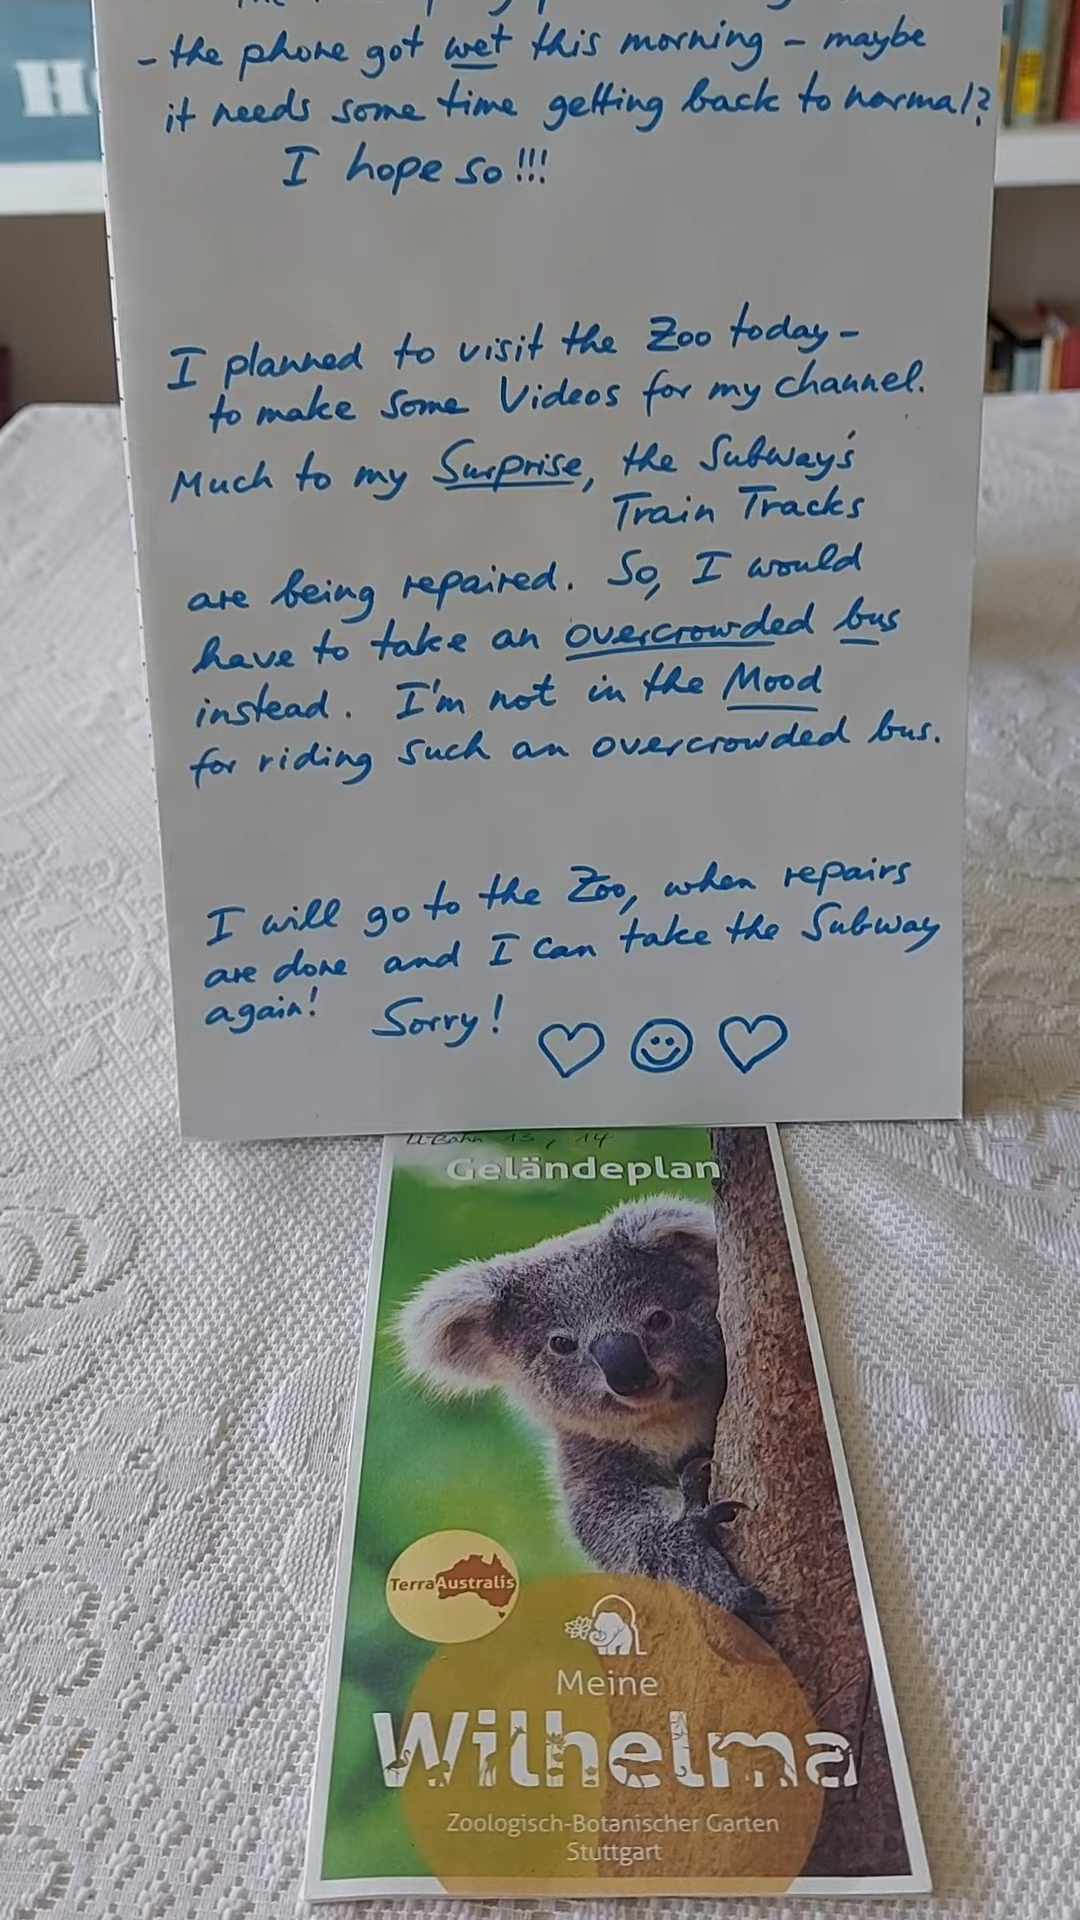 - the phone got wet this morning - maybe
it needs some time getting back to normal?
I hope so!!!
I planned to visit the Zoo today -
to make some Videos for my channel.
Much to my Surprise, the Subway's
Train Tracks
are being repaired. So, I would
have to take an overcrowded bus
instead. I'm not in the Mood
for riding such an overcrowded bus.
I will go to the Zoo, when repairs
are done and I can take the Subway
again! Sorry!
U-Bahn 13, 14
Geländeplan
TerraAustralis
Meine
Wilhelma
Zoologisch-Botanischer Garten
Stuttgart